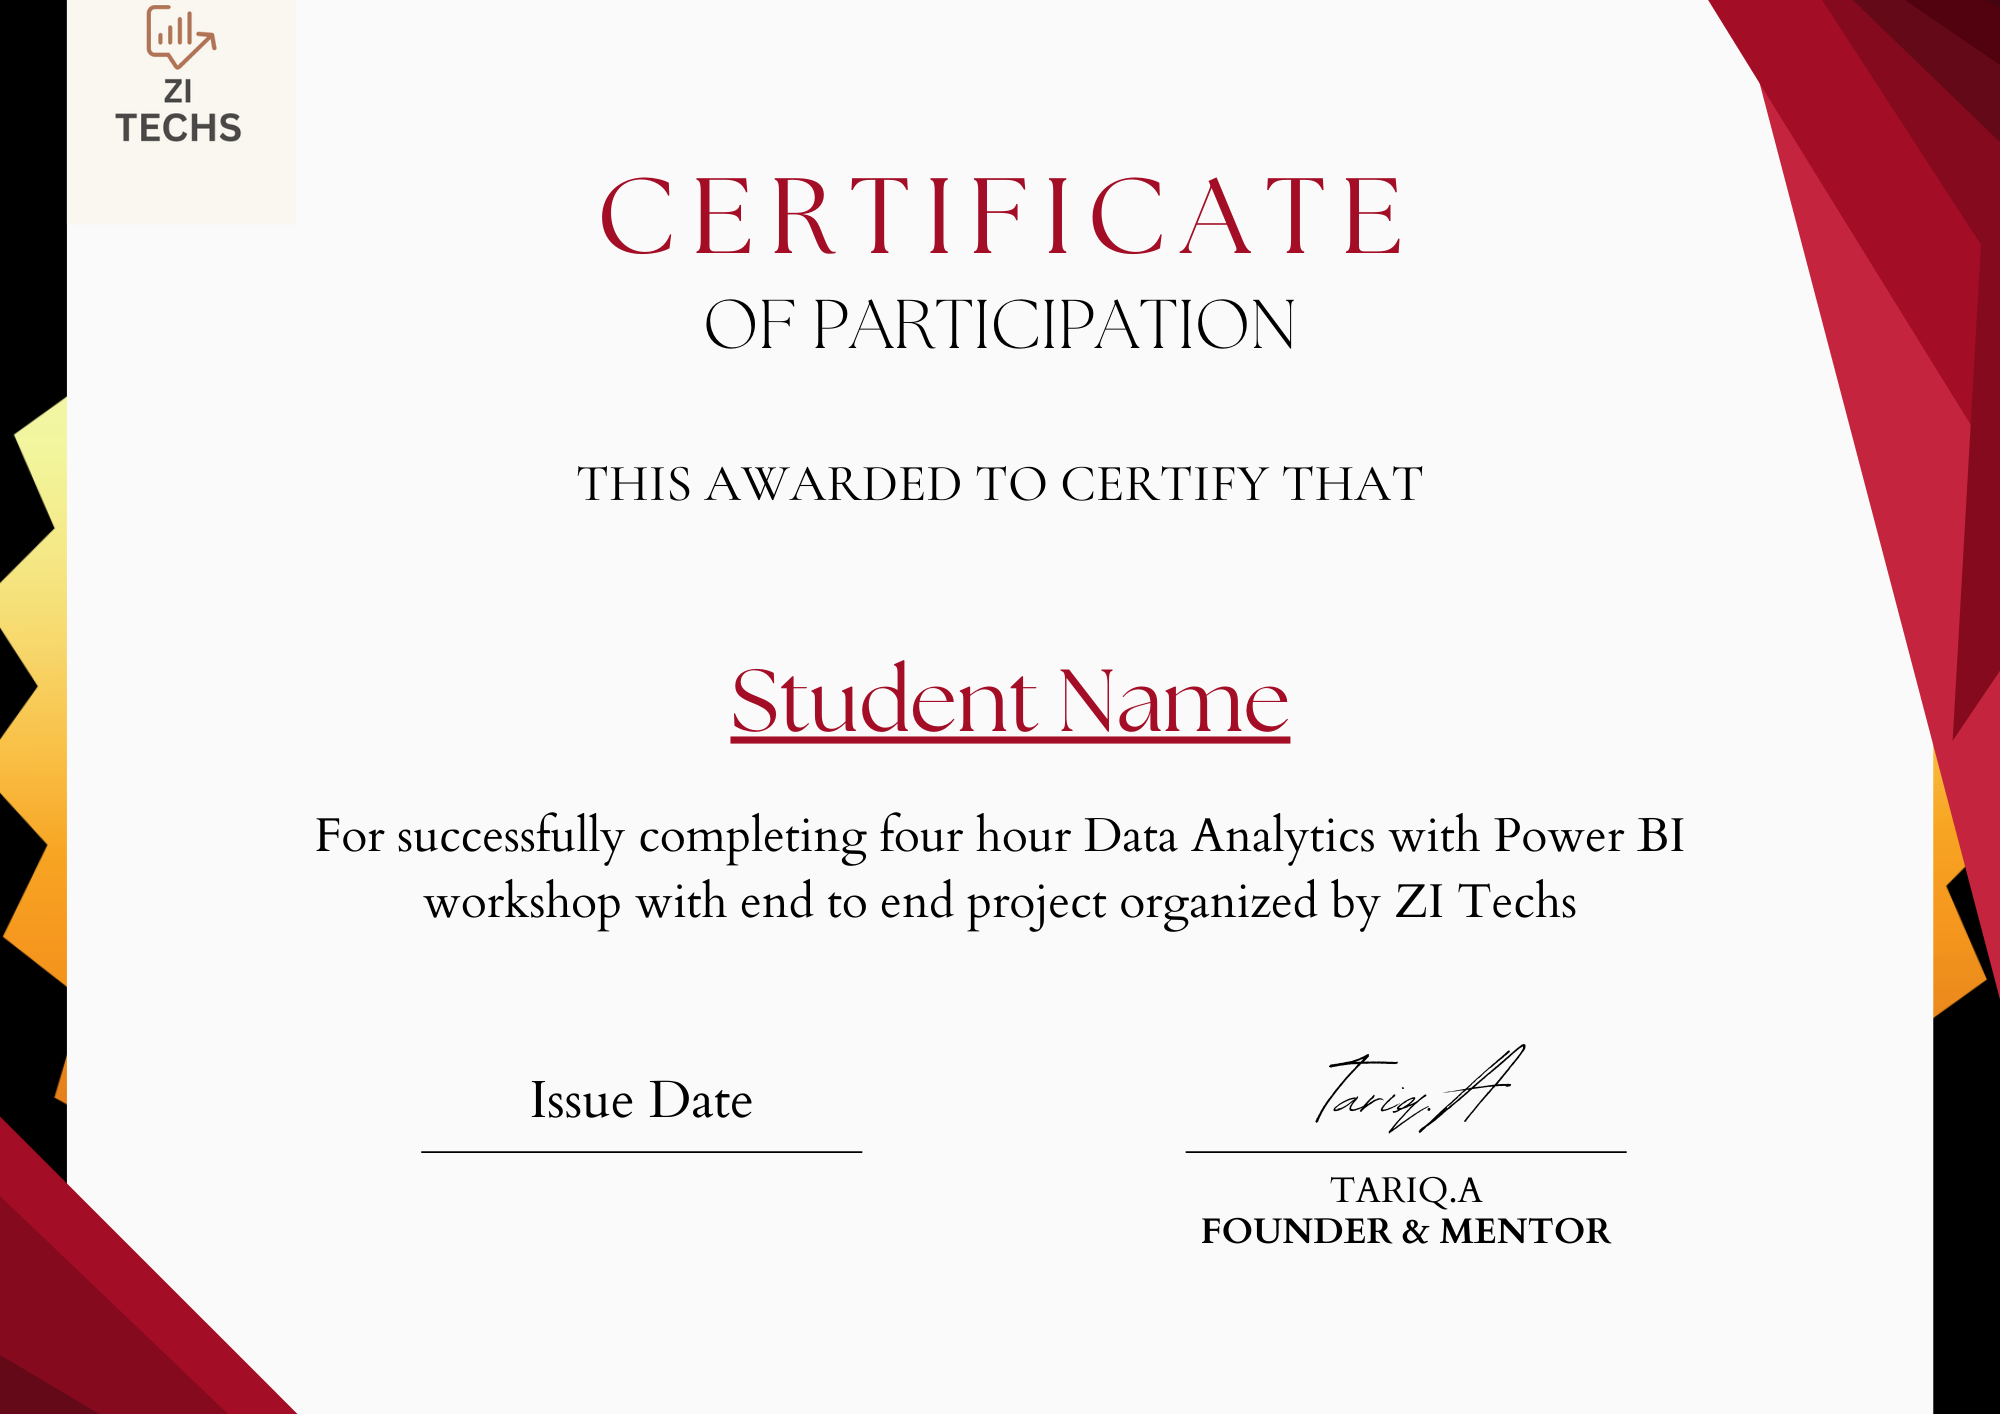 ZI
TECHS
CERTIFICATE
OF PARTICIPATION
THIS AWARDED TO CERTIFY THAT
Student Name
For successfully completing four hour Data Analytics with Power BI
workshop with end to end project organized by ZI Techs
Issue Date
Tariq.A
TARIQ.A
FOUNDER & MENTOR